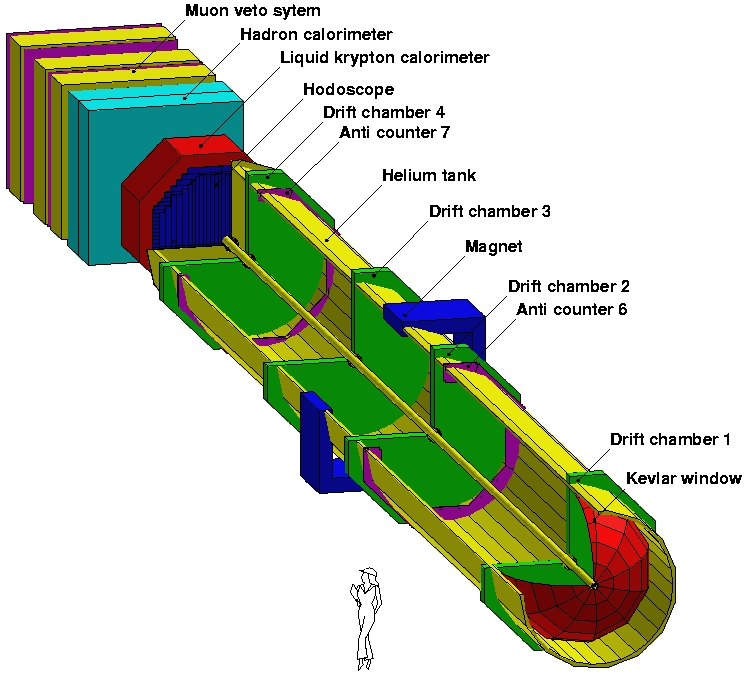 Muon veto sytem
Hadron calorimeter
Liquid krypton calorimeter
Hodoscope
Drift chamber 4
Anti counter 7
Helium tank
Drift chamber 3
Magnet
Drift chamber 2
Anti counter 6
Drift chamber 1
Kevlar window